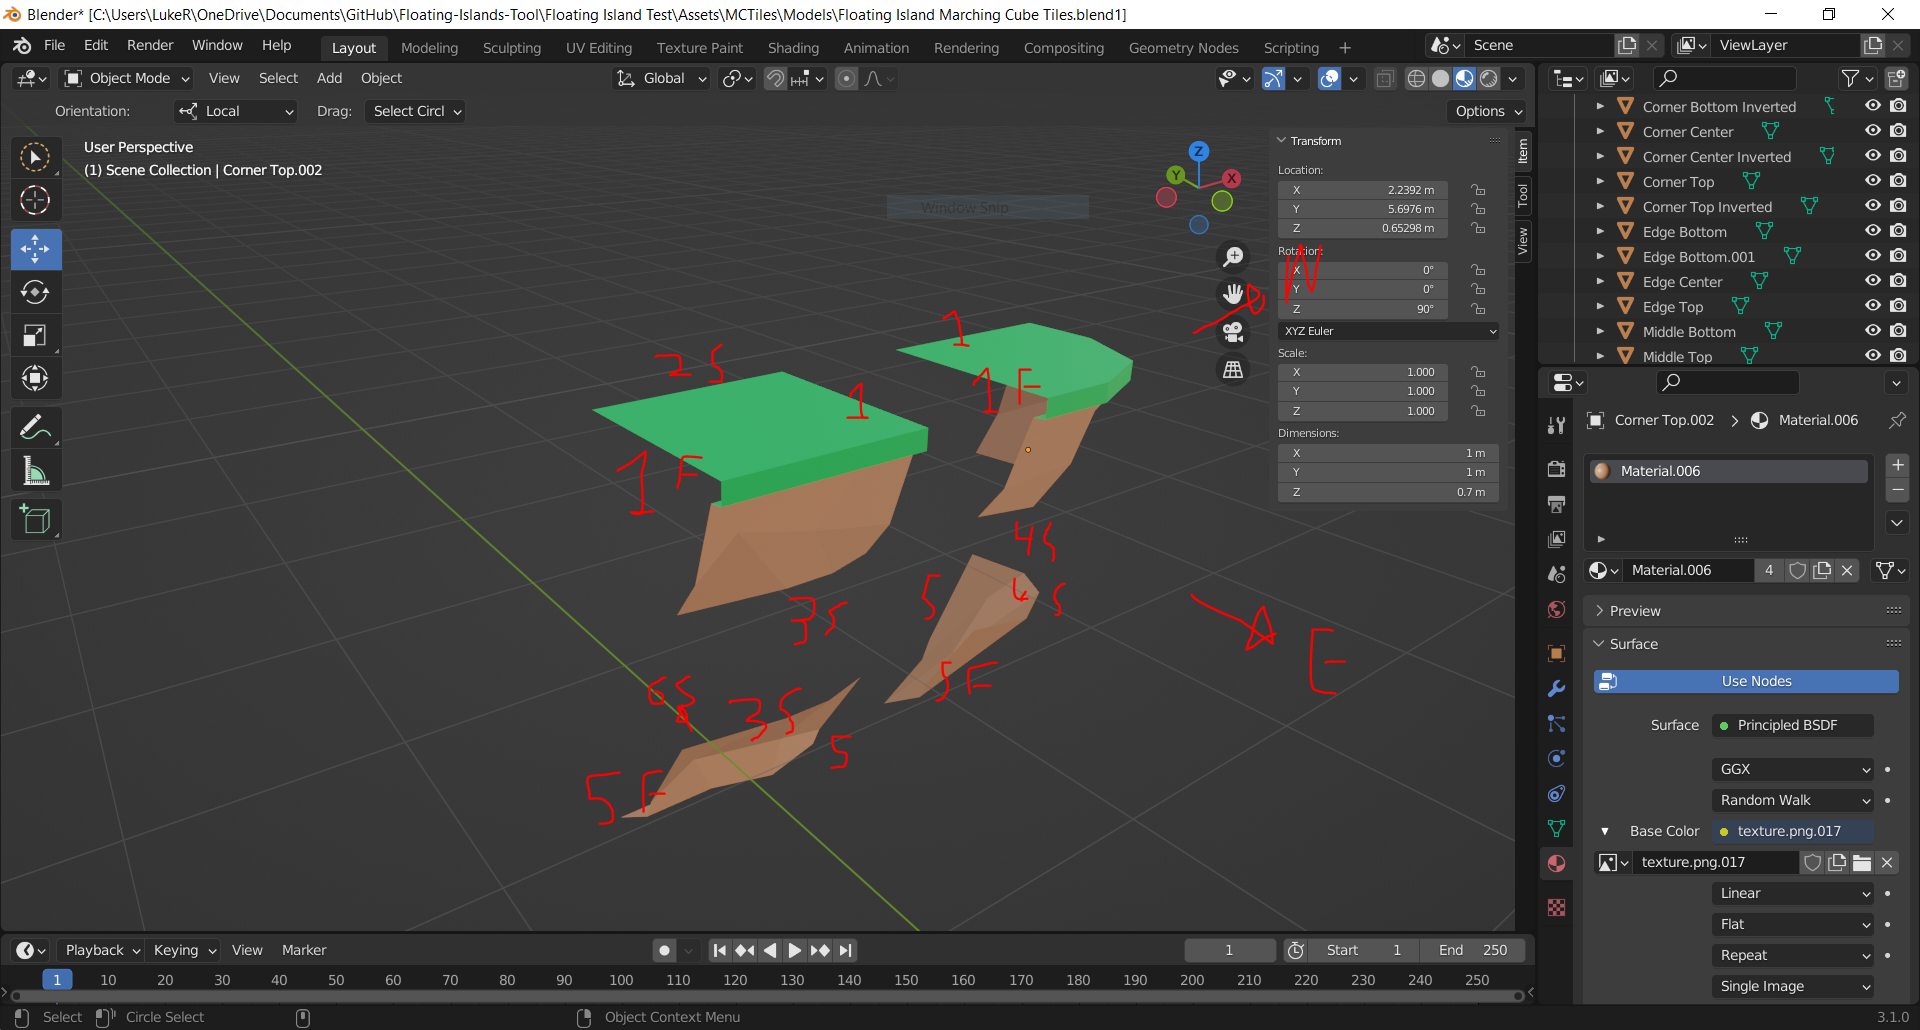 Blender* [C:\Users\LukeR\OneDrive\Documents\GitHub\Floating-Islands-Tool\Floating Island Test\Assets\MCTiles\Models\Floating Island Marching Cube Tiles.blend1]
File Edit Render Window Help Layout Modeling Sculpting UV Editing Texture Paint Shading Animation Rendering Compositing Geometry Nodes Scripting + Scene ViewLayer
Object Mode View Select Add Object Global
Orientation: Local Drag: Select Circl Options
User Perspective
(1) Scene Collection | Corner Top.002
Window Snip
Z
Y
X
Transform
Location:
X 2.2392 m
Y 5.6976 m
Z 0.65298 m
Rotation:
X 0°
Y 0°
Z 90°
XYZ Euler
Scale:
X 1.000
Y 1.000
Z 1.000
Dimensions:
X 1 m
Y 1 m
Z 0.7 m
Item
Tool
View
N
1
2 S
1 F
1
1 F
4S
5
4 S
3S
5F
6S
3S
5
5 F
E
Corner Bottom Inverted
Corner Center
Corner Center Inverted
Corner Top
Corner Top Inverted
Edge Bottom
Edge Bottom.001
Edge Center
Edge Top
Middle Bottom
Middle Top
Corner Top.002 > Material.006
Material.006
Material.006 4
Preview
Surface
Use Nodes
Surface Principled BSDF
GGX
Random Walk
Base Color texture.png.017
texture.png.017
Linear
Flat
Repeat
Single Image
Playback Keying View Marker 1 Start 1 End 250
1 10 20 30 40 50 60 70 80 90 100 110 120 130 140 150 160 170 180 190 200 210 220 230 240 250
Select Circle Select Object Context Menu 3.1.0